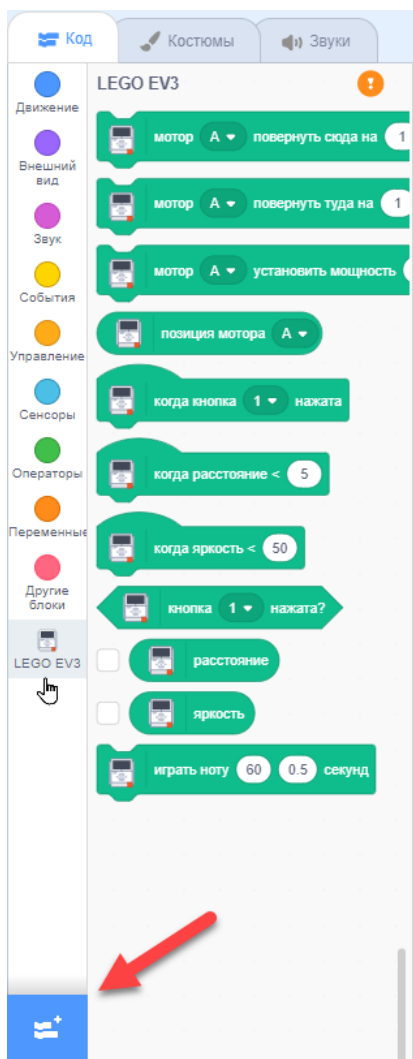 Код
Костюмы
Звуки
Движение
Внешний
вид
Звук
События
Управление
Сенсоры
Операторы
Переменные
Другие
блоки
LEGO EV3
LEGO EV3
мотор A повернуть сюда на 1
мотор A повернуть туда на 1
мотор A установить мощность
позиция мотора A
когда кнопка 1 нажата
когда расстояние < 5
когда яркость < 50
кнопка 1 нажата?
расстояние
яркость
играть ноту 60 0.5 секунд